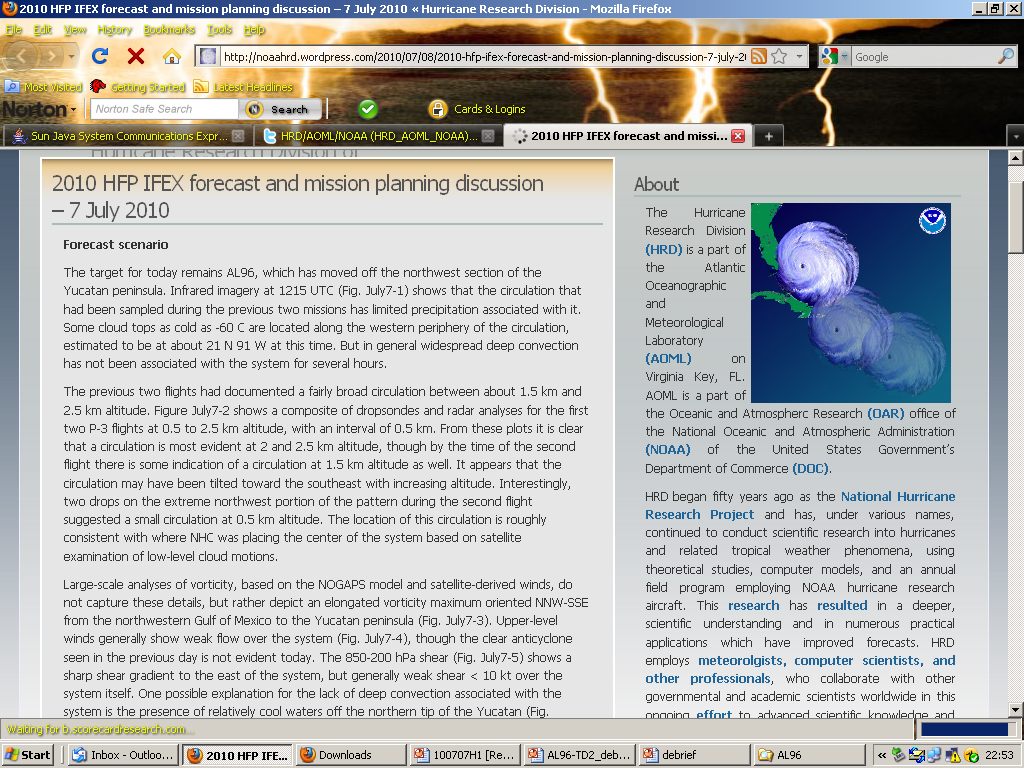 2010 HFP IFEX forecast and mission planning discussion – 7 July 2010 « Hurricane Research Division - Mozilla Firefox
File Edit View History Bookmarks Tools Help
http://noaahrd.wordpress.com/2010/07/08/2010-hfp-ifex-forecast-and-mission-planning-discussion-7-july-20
Google
Most Visited Getting Started Latest Headlines
Norton Norton Safe Search Search Cards & Logins
Sun Java System Communications Expr... HRD/AOML/NOAA (HRD_AOML_NOAA)... 2010 HFP IFEX forecast and missi...
Hurricane Research Division of
2010 HFP IFEX forecast and mission planning discussion
– 7 July 2010
Forecast scenario
The target for today remains AL96, which has moved off the northwest section of the
Yucatan peninsula. Infrared imagery at 1215 UTC (Fig. July7-1) shows that the circulation that
had been sampled during the previous two missions has limited precipitation associated with it.
Some cloud tops as cold as -60 C are located along the western periphery of the circulation,
estimated to be at about 21 N 91 W at this time. But in general widespread deep convection
has not been associated with the system for several hours.
The previous two flights had documented a fairly broad circulation between about 1.5 km and
2.5 km altitude. Figure July7-2 shows a composite of dropsondes and radar analyses for the first
two P-3 flights at 0.5 to 2.5 km altitude, with an interval of 0.5 km. From these plots it is clear
that a circulation is most evident at 2 and 2.5 km altitude, though by the time of the second
flight there is some indication of a circulation at 1.5 km altitude as well. It appears that the
circulation may have been tilted toward the southeast with increasing altitude. Interestingly,
two drops on the extreme northwest portion of the pattern during the second flight
suggested a small circulation at 0.5 km altitude. The location of this circulation is roughly
consistent with where NHC was placing the center of the system based on satellite
examination of low-level cloud motions.
Large-scale analyses of vorticity, based on the NOGAPS model and satellite-derived winds, do
not capture these details, but rather depict an elongated vorticity maximum oriented NNW-SSE
from the northwestern Gulf of Mexico to the Yucatan peninsula (Fig. July7-3). Upper-level
winds generally show weak flow over the system (Fig. July7-4), though the clear anticyclone
seen in the previous day is not evident today. The 850-200 hPa shear (Fig. July7-5) shows a
sharp shear gradient to the east of the system, but generally weak shear < 10 kt over the
system itself. One possible explanation for the lack of deep convection associated with the
system is the presence of relatively cool waters off the northern tip of the Yucatan (Fig.
About
The Hurricane
Research Division
(HRD) is a part of
the Atlantic
Oceanographic
and
Meteorological
Laboratory
(AOML) on
Virginia Key, FL.
AOML is a part of
the Oceanic and Atmospherc Research (OAR) office of
the National Oceanic and Atmospheric Administration
(NOAA) of the United States Government's
Department of Commerce (DOC).
HRD began fifty years ago as the National Hurricane
Research Project and has, under various names,
continued to conduct scientific research into hurricanes
and related tropical weather phenomena, using
theoretical studies, computer models, and an annual
field program employing NOAA hurricane research
aircraft. This research has resulted in a deeper,
scientific understanding and in numerous practical
applications which have improved forecasts. HRD
employs meteorolgists, computer scientists, and
other professionals, who collaborate with other
governmental and academic scientists worldwide in this
ongoing effort to advanced scientific knowledge and
Waiting for b.scorecardresearch.com...
Start Inbox - Outloo... 2010 HFP IFE... Downloads 100707H1 [Re... AL96-TD2_deb... debrief AL96 « 22:53